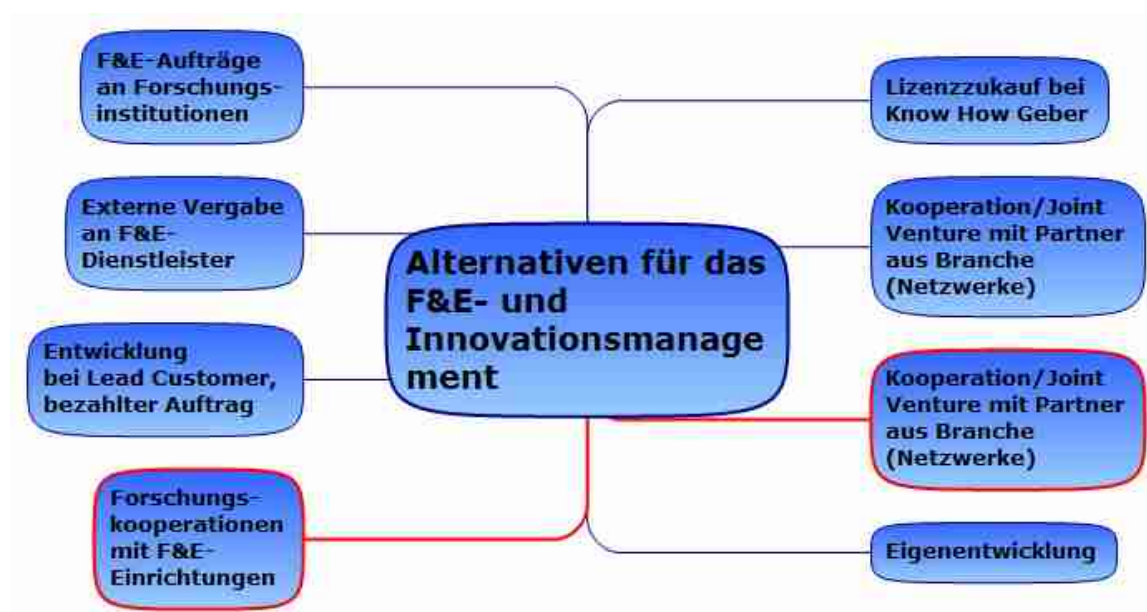 F&E-Aufträge
an Forschungs-
institutionen
Externe Vergabe
an F&E-
Dienstleister
Entwicklung
bei Lead Customer,
bezahlter Auftrag
Forschungs-
kooperationen
mit F&E-
Einrichtungen
Alternativen für das
F&E- und
Innovationsmanage
ment
Lizenzzukauf bei
Know How Geber
Kooperation/Joint
Venture mit Partner
aus Branche
(Netzwerke)
Kooperation/Joint
Venture mit Partner
aus Branche
(Netzwerke)
Eigenentwicklung